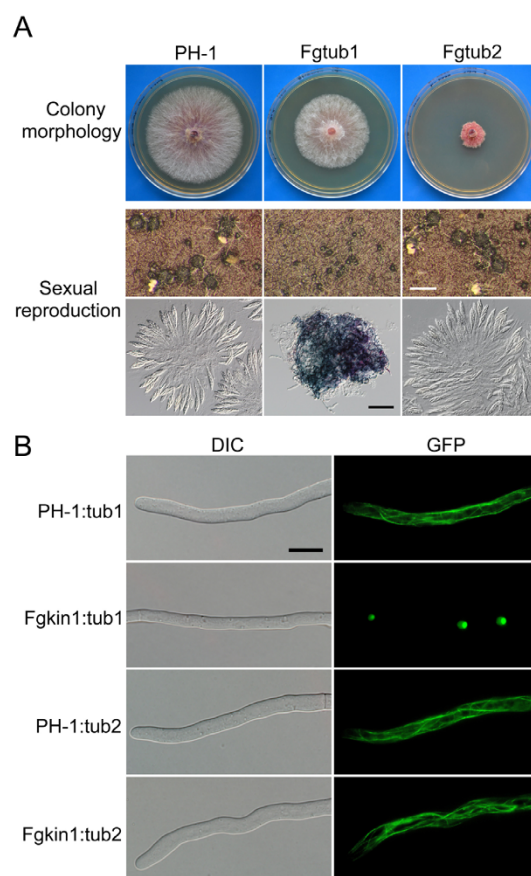 A
PH-1 Fgtub1 Fgtub2
Colony
morphology
Sexual
reproduction
B
DIC GFP
PH-1:tub1
Fgkin1:tub1
PH-1:tub2
Fgkin1:tub2